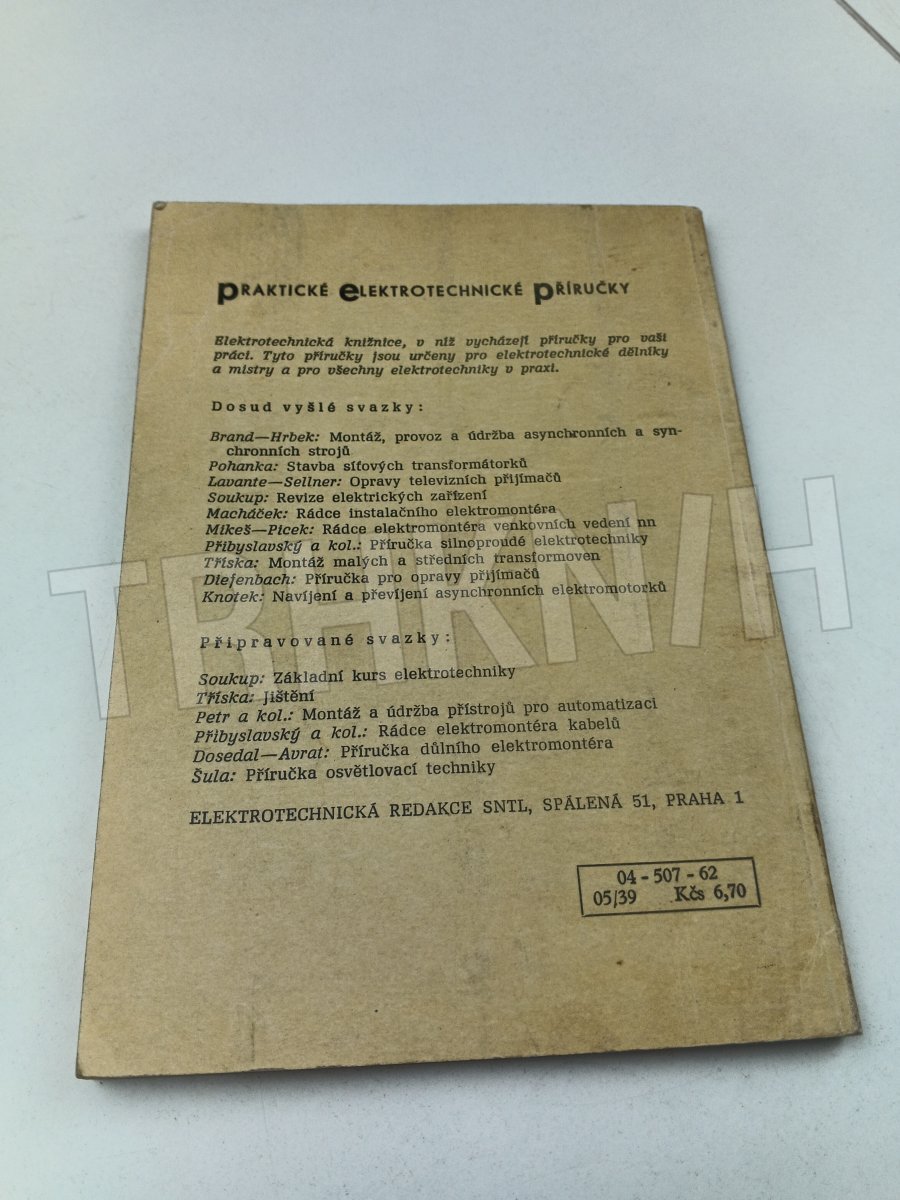 PRAKTICKÉ ELEKTROTECHNICKÉ PŘÍRUČKY
Elektrotechnická knižnice, v níž vycházejí příručky pro vaši
práci. Tyto příručky jsou určeny pro elektrotechnické dělníky
a mistry a pro všechny elektrotechniky v praxi.
Dosud vyšlé svazky:
Brand—Hrbek: Montáž, provoz a údržba asynchronních a syn-
chronních strojů
Pohanka: Stavba síťových transformátorků
Lavante—Sellner: Opravy televizních přijímačů
Soukup: Revize elektrických zařízení
Macháček: Rádce instalačního elektromontéra
Mikeš—Picek: Rádce elektromontéra venkovních vedení nn
Přibyslavský a kol.: Příručka silnoproudé elektrotechniky
Tříska: Montáž malých a středních transformoven
Diefenbach: Příručka pro opravy přijímačů
Knotek: Navíjení a převíjení asynchronních elektromotorků
TRHKNIH
Připravované svazky:
Soukup: Základní kurs elektrotechniky
Tříska: Jištění
Petr a kol.: Montáž a údržba přístrojů pro automatizaci
Přibyslavský a kol.: Rádce elektromontéra kabelů
Dosedal—Avrat: Příručka důlního elektromontéra
Šula: Příručka osvětlovací techniky
ELEKTROTECHNICKÁ REDAKCE SNTL, SPÁLENÁ 51, PRAHA 1
04 - 507 - 62
05/39 Kčs 6,70